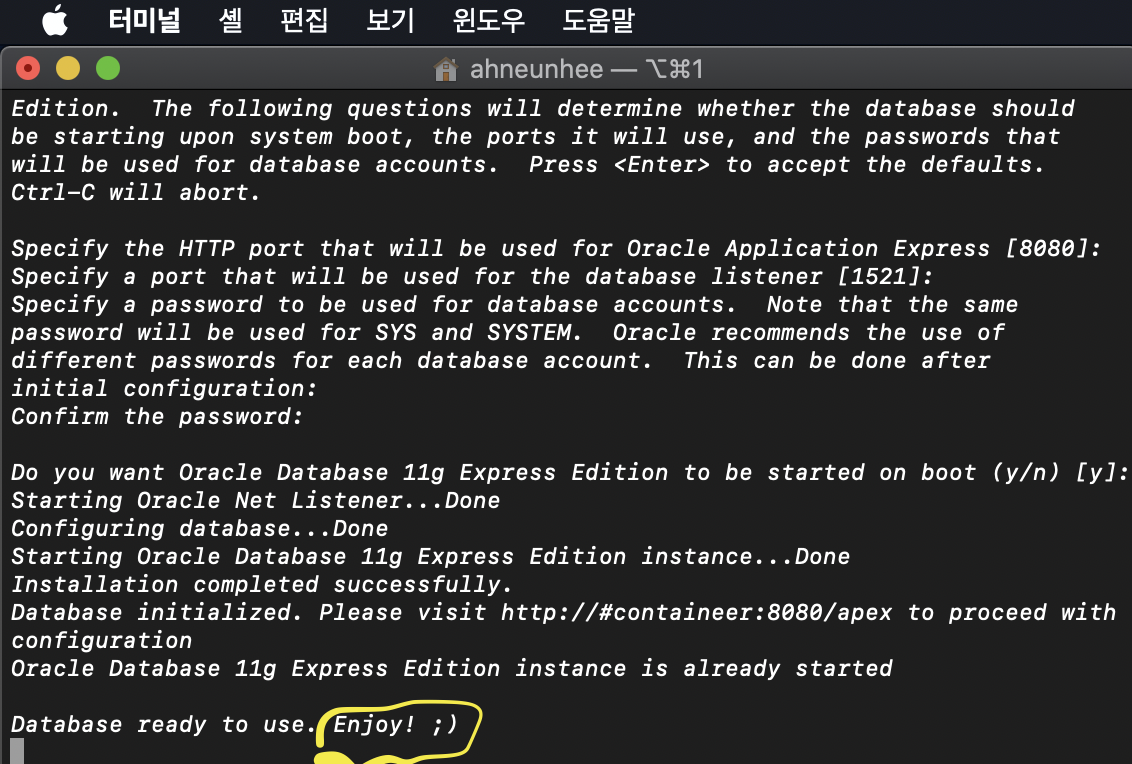 터미널 셸 편집 보기 윈도우 도움말
ahneunhee — ⌥⌘1
Edition.  The following questions will determine whether the database should
be starting upon system boot, the ports it will use, and the passwords that
will be used for database accounts.  Press <Enter> to accept the defaults.
Ctrl-C will abort.

Specify the HTTP port that will be used for Oracle Application Express [8080]:
Specify a port that will be used for the database listener [1521]:
Specify a password to be used for database accounts.  Note that the same
password will be used for SYS and SYSTEM.  Oracle recommends the use of
different passwords for each database account.  This can be done after
initial configuration:
Confirm the password:

Do you want Oracle Database 11g Express Edition to be started on boot (y/n) [y]:
Starting Oracle Net Listener...Done
Configuring database...Done
Starting Oracle Database 11g Express Edition instance...Done
Installation completed successfully.
Database initialized. Please visit http://#containeer:8080/apex to proceed with
configuration
Oracle Database 11g Express Edition instance is already started

Database ready to use. Enjoy! ;)